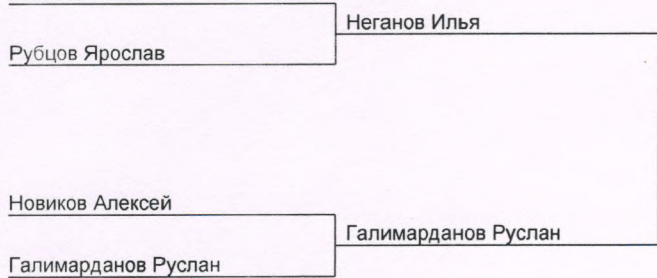 Неганов Илья
Рубцов Ярослав
Новиков Алексей
Галимарданов Руслан
Галимарданов Руслан